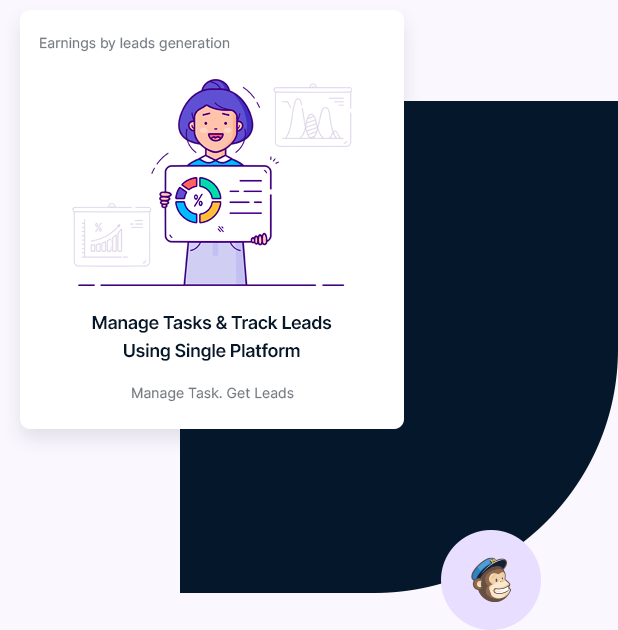 Earnings by leads generation
%
%
Manage Tasks & Track Leads
Using Single Platform
Manage Task. Get Leads